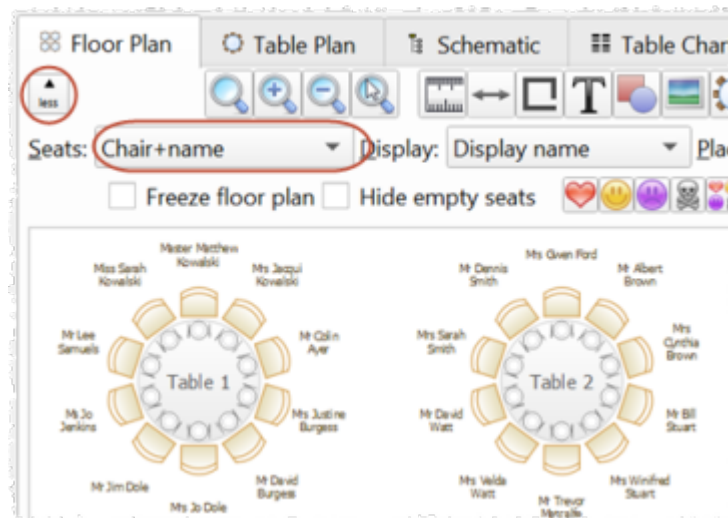 Floor Plan
Table Plan
Schematic
Table Char
less
T
Seats:
Chair+name
Display:
Display name
Pla
Freeze floor plan
Hide empty seats
Master Matthew
Kowalski
Miss Sarah
Kowalski
Mrs Jacqui
Kowalski
Mr Lee
Samuels
Mr Colin
Ayer
Table 1
Ms Jo
Jenkins
Mrs Justine
Burgess
Mr Jim Dole
Mr David
Burgess
Mrs Jo Dole
Mrs Gwen Ford
Mr Dennis
Smith
Mr Albert
Brown
Mrs Sarah
Smith
Mrs
Cynthia
Brown
Table 2
Mr David
Watt
Mr Bill
Stuart
Mrs Velda
Watt
Mrs Winifred
Stuart
Mr Trevor
Metcalfe